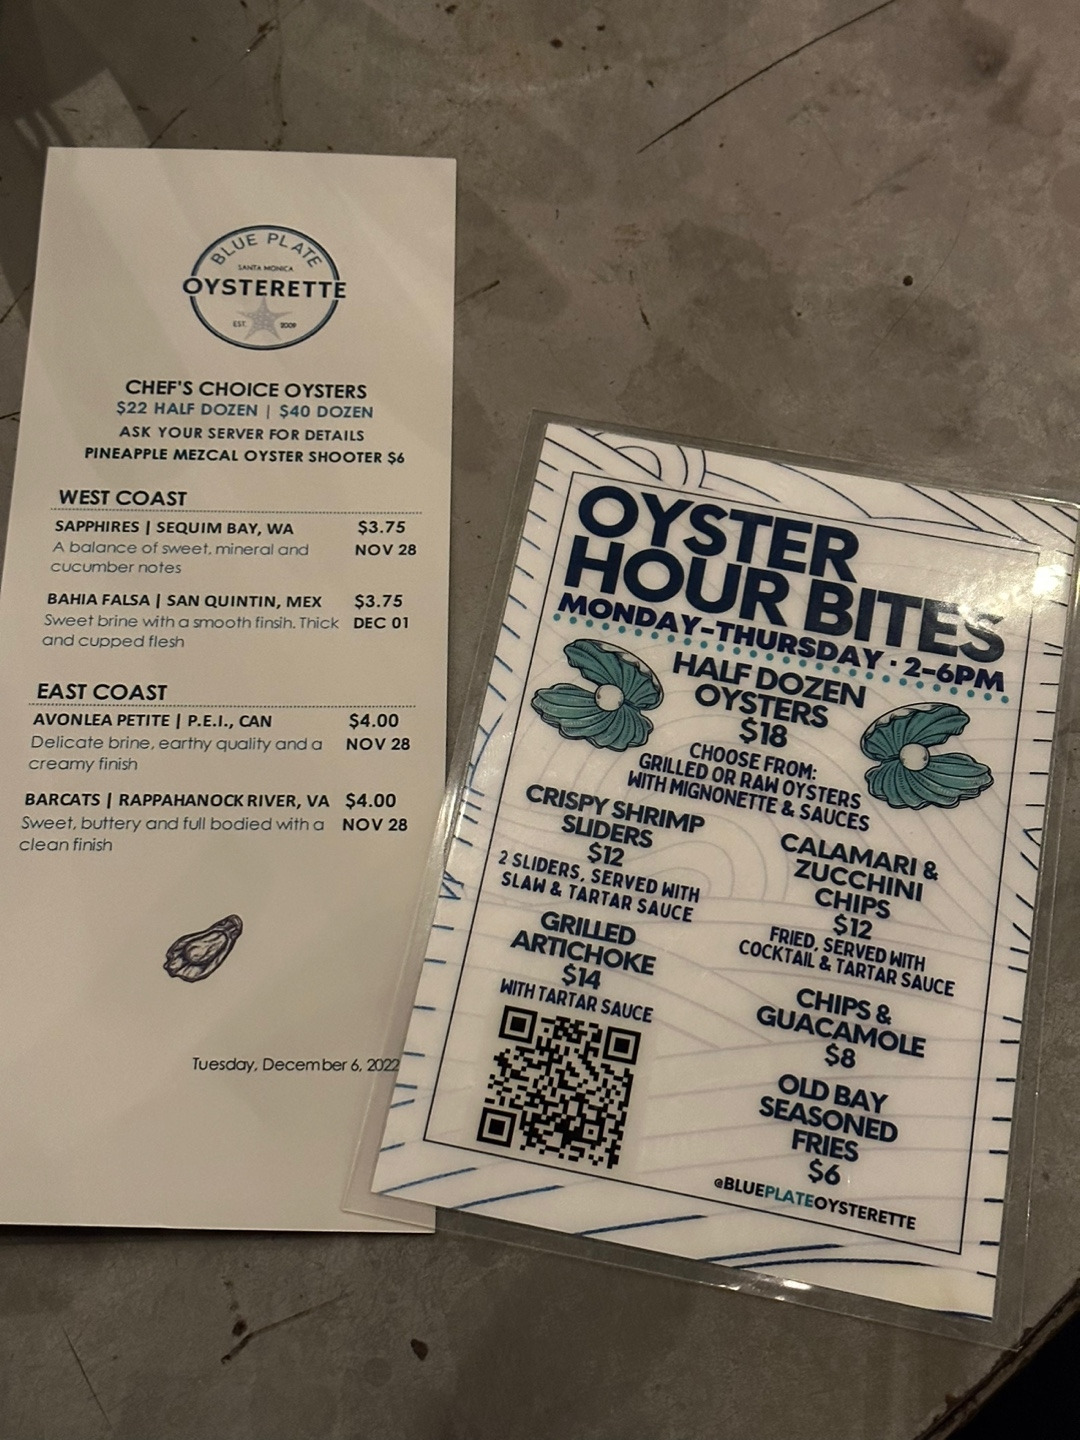 BLUE PLATE
SANTA MONICA
OYSTERETTE
EST. 2009
CHEF'S CHOICE OYSTERS
$22 HALF DOZEN | $40 DOZEN
ASK YOUR SERVER FOR DETAILS
PINEAPPLE MEZCAL OYSTER SHOOTER $6
WEST COAST
SAPPHIRES | SEQUIM BAY, WA $3.75
A balance of sweet, mineral and NOV 28
cucumber notes
BAHIA FALSA | SAN QUINTIN, MEX $3.75
Sweet brine with a smooth finsih. Thick DEC 01
and cupped flesh
EAST COAST
AVONLEA PETITE | P.E.I., CAN $4.00
Delicate brine, earthy quality and a NOV 28
creamy finish
BARCATS | RAPPAHANOCK RIVER, VA $4.00
Sweet, buttery and full bodied with a NOV 28
clean finish
Tuesday, December 6, 2022
OYSTER
HOUR BITES
MONDAY-THURSDAY · 2-6PM
HALF DOZEN
OYSTERS
$18
CHOOSE FROM:
GRILLED OR RAW OYSTERS
WITH MIGNONETTE & SAUCES
CRISPY SHRIMP
SLIDERS
$12
2 SLIDERS, SERVED WITH
SLAW & TARTAR SAUCE
GRILLED
ARTICHOKE
$14
WITH TARTAR SAUCE
CALAMARI &
ZUCCHINI
CHIPS
$12
FRIED, SERVED WITH
COCKTAIL & TARTAR SAUCE
CHIPS &
GUACAMOLE
$8
OLD BAY
SEASONED
FRIES
$6
@BLUEPLATEOYSTERETTE